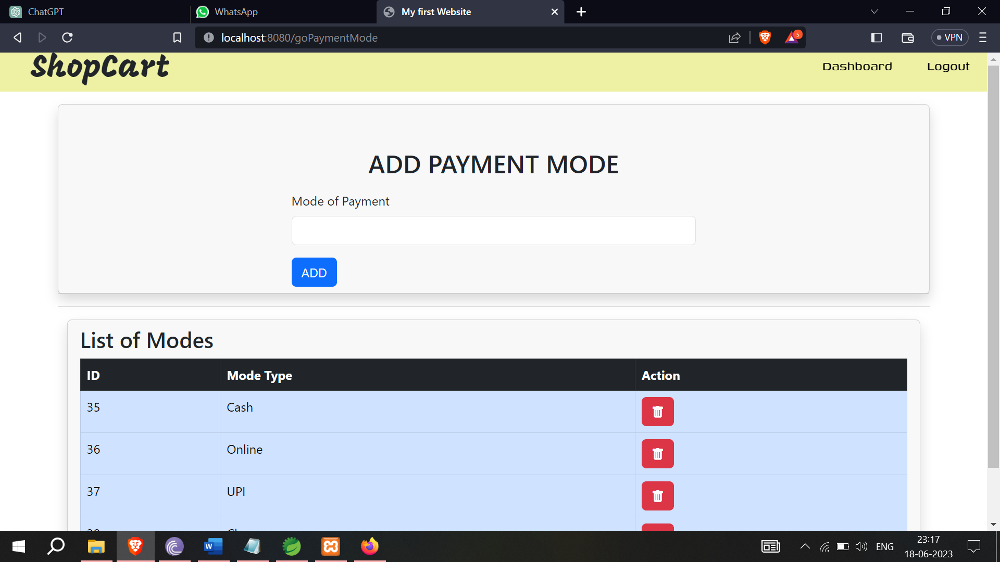 ChatGPT
WhatsApp
My first Website
localhost:8080/goPaymentMode
5
VPN
ShopCart
Dashboard
Logout
ADD PAYMENT MODE
Mode of Payment
ADD
List of Modes
ID Mode Type Action
35 Cash
36 Online
37 UPI
W
ENG
23:17
18-06-2023